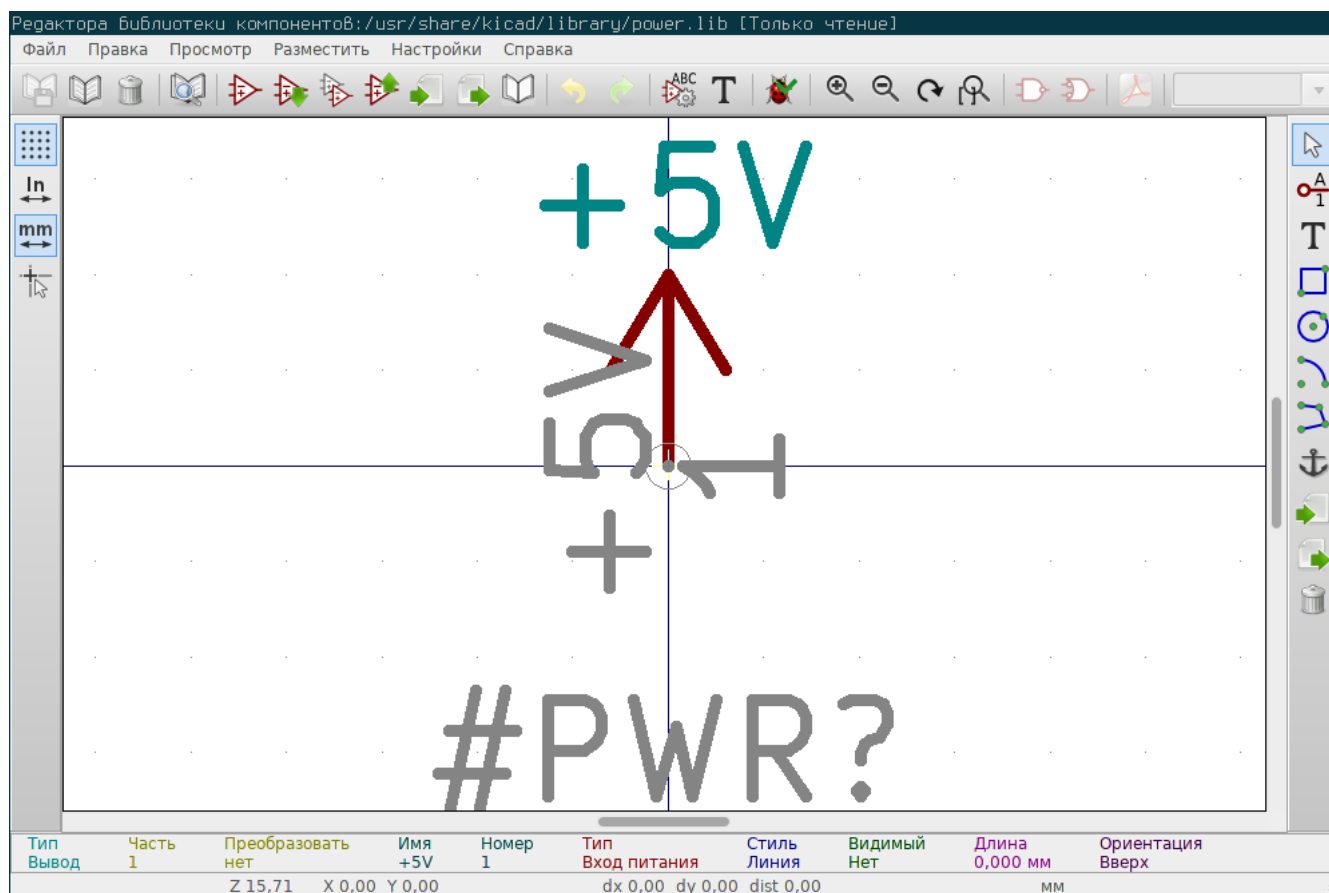 Редактора библиотеки компонентов:/usr/share/kicad/library/power.lib [Только чтение]
Файл Правка Просмотр Разместить Настройки Справка
ABC T
In
mm
A
1
T
+5V
+5V
1
#PWR?
Тип Часть Преобразовать Имя Номер Тип Стиль Видимый Длина Ориентация
Вывод 1 нет +5V 1 Вход питания Линия Нет 0,000 мм Вверх
Z 15,71 X 0,00 Y 0,00 dx 0,00 dy 0,00 dist 0,00 мм